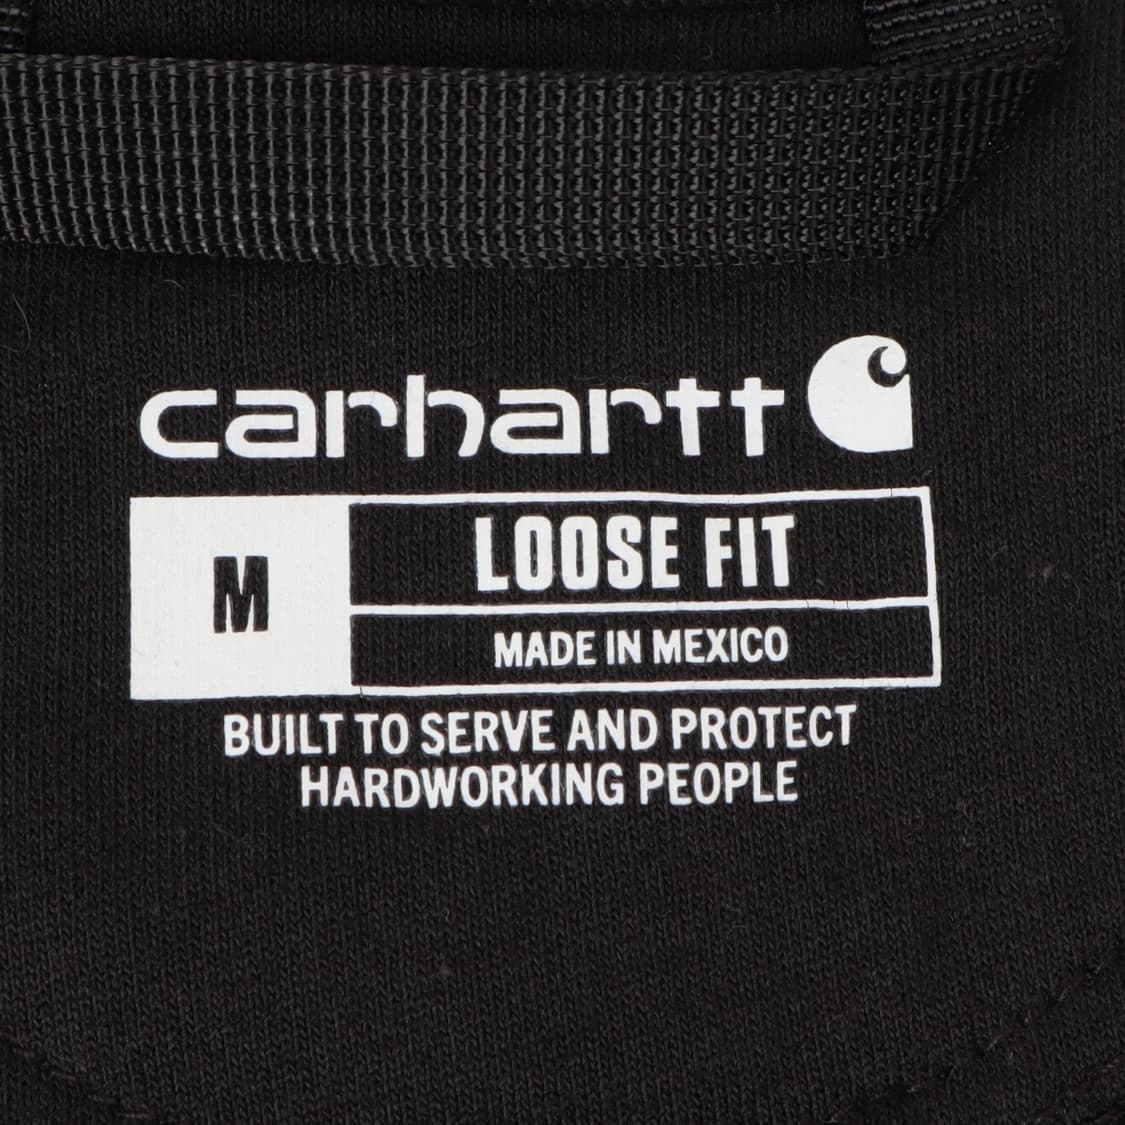 carhartt
M
LOOSE FIT
MADE IN MEXICO
BUILT TO SERVE AND PROTECT
HARDWORKING PEOPLE